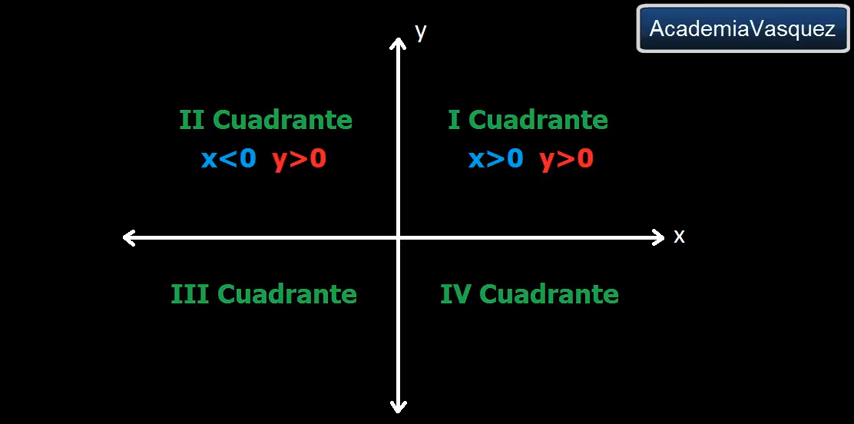 AcademiaVasquez
y
II Cuadrante
x<0 y>0
I Cuadrante
x>0 y>0
x
III Cuadrante
IV Cuadrante